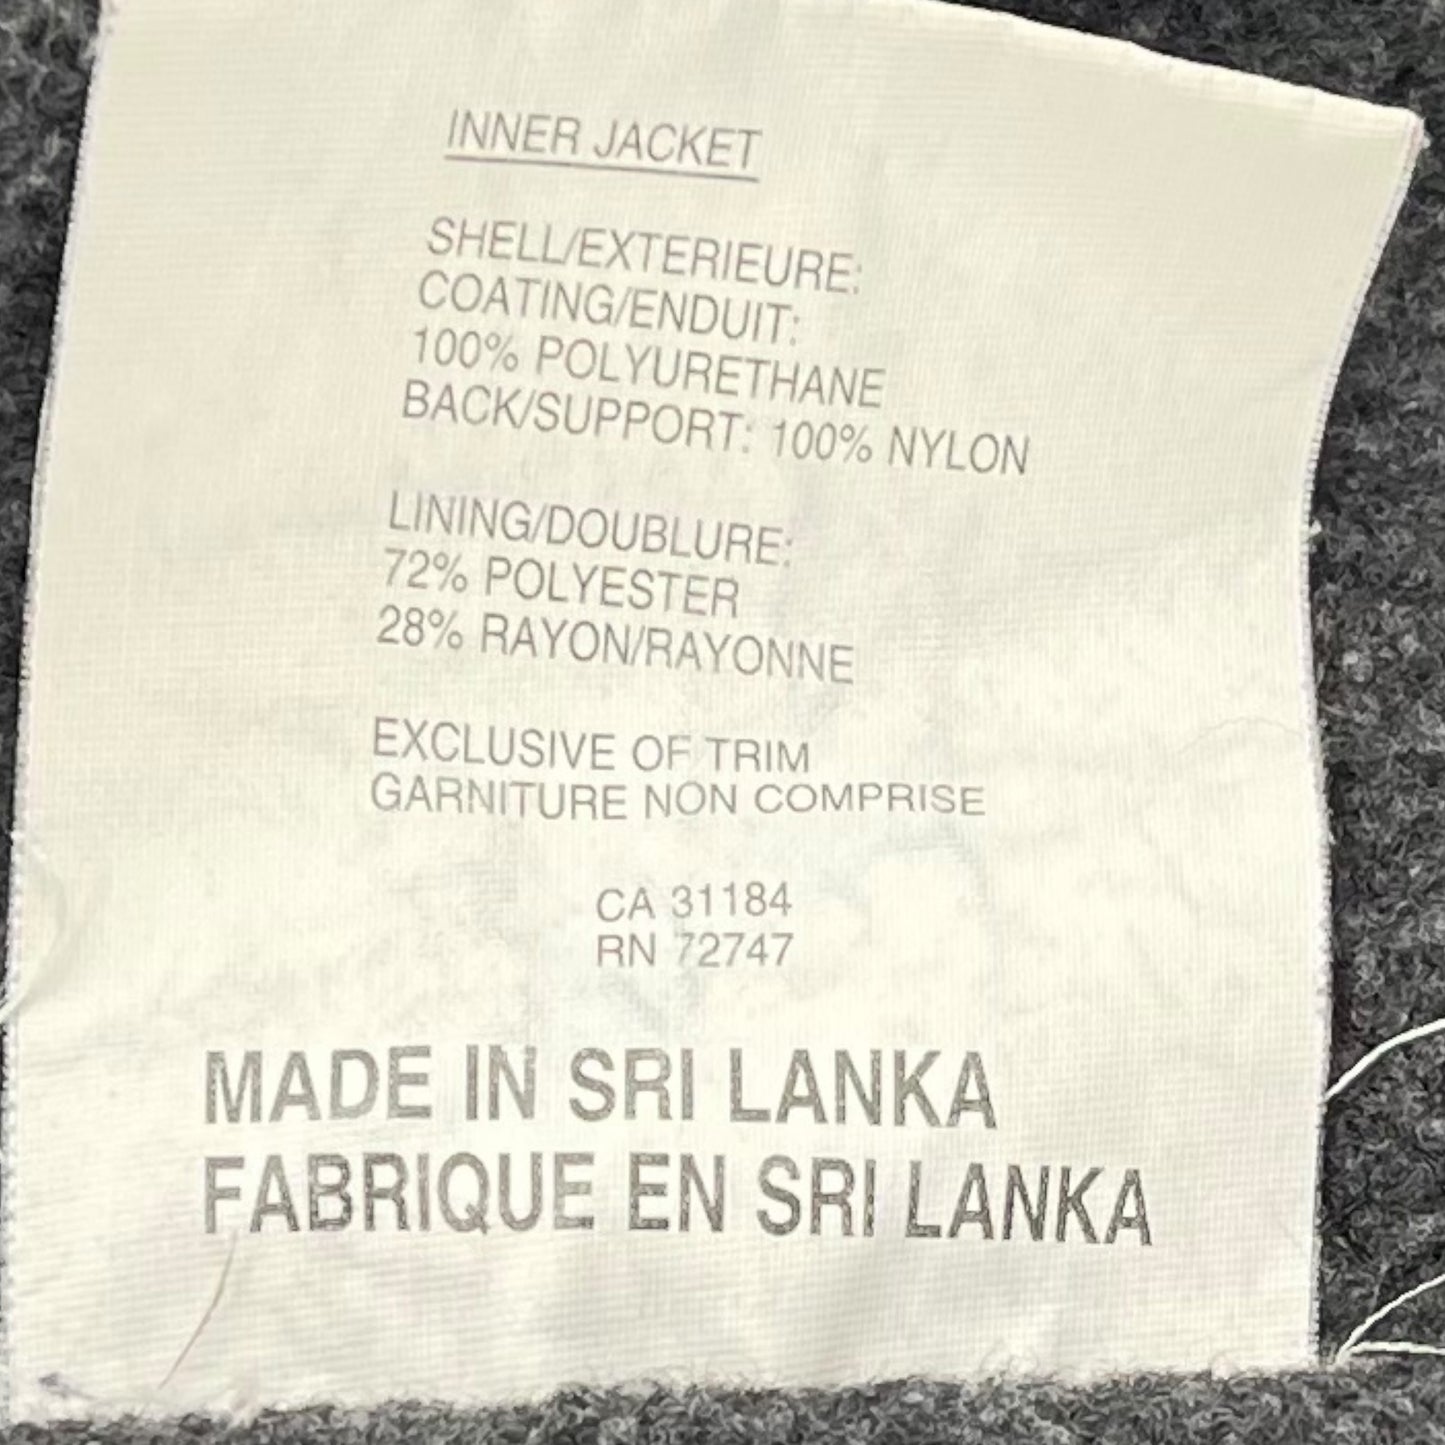 INNER JACKET
SHELL/EXTERIEURE:
COATING/ENDUIT:
100% POLYURETHANE
BACK/SUPPORT: 100% NYLON
LINING/DOUBLURE:
72% POLYESTER
28% RAYON/RAYONNE
EXCLUSIVE OF TRIM
GARNITURE NON COMPRISE
CA 31184
RN 72747
MADE IN SRI LANKA
FABRIQUE EN SRI LANKA